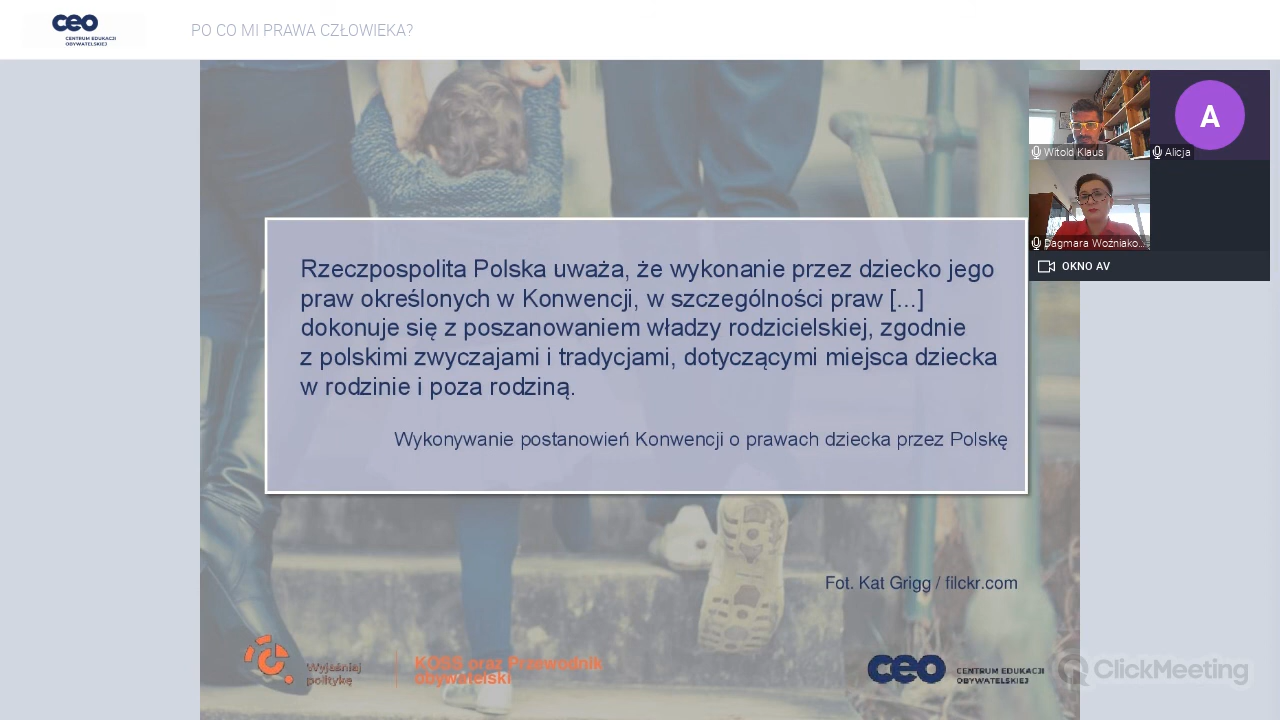 ceo
CENTRUM EDUKACJI
OBYWATELSKIEJ
PO CO MI PRAWA CZŁOWIEKA?
A
Witold Klaus
Alicja
Dagmara Woźniako...
OKNO AV
Rzeczpospolita Polska uważa, że wykonanie przez dziecko jego
praw określonych w Konwencji, w szczególności praw [...]
dokonuje się z poszanowaniem władzy rodzicielskiej, zgodnie
z polskimi zwyczajami i tradycjami, dotyczącymi miejsca dziecka
w rodzinie i poza rodziną.
Wykonywanie postanowień Konwencji o prawach dziecka przez Polskę
Fot. Kat Grigg / filckr.com
Wyjaśniaj
politykę
KOSS oraz Przewodnik
obywatelski
ceo
CENTRUM EDUKACJI
OBYWATELSKIEJ
ClickMeeting